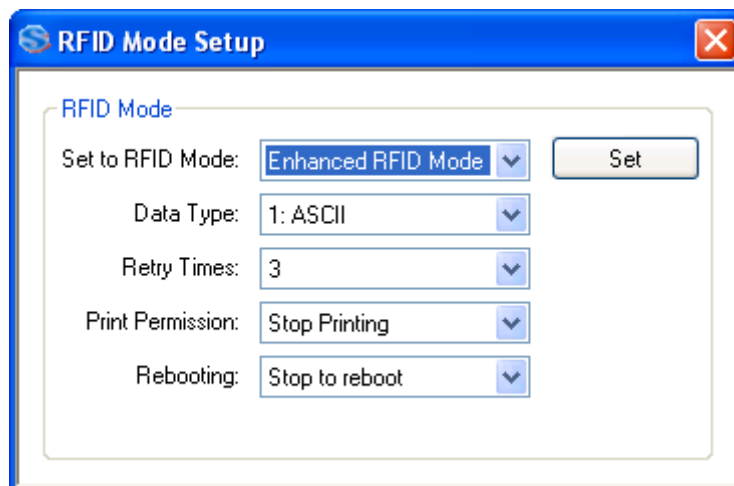 RFID Mode Setup
RFID Mode
Set to RFID Mode: Enhanced RFID Mode Set
Data Type: 1: ASCII
Retry Times: 3
Print Permission: Stop Printing
Rebooting: Stop to reboot